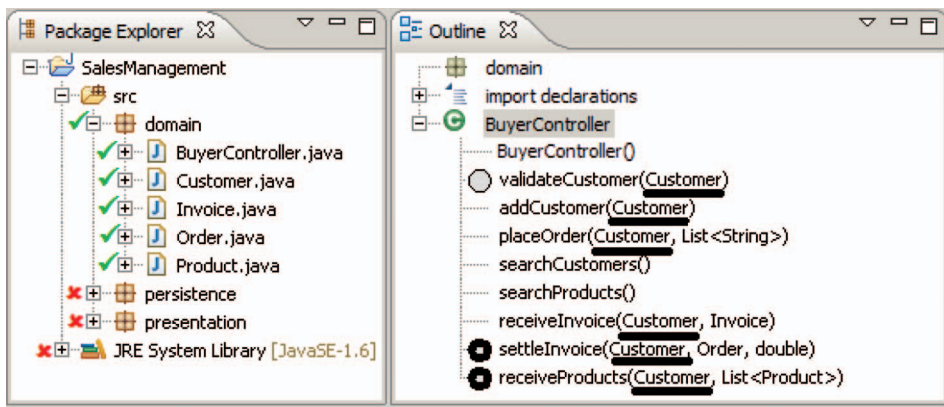 Package Explorer
SalesManagement
src
domain
BuyerController.java
Customer.java
Invoice.java
Order.java
Product.java
persistence
presentation
JRE System Library [JavaSE-1.6]
Outline
domain
import declarations
BuyerController
BuyerController()
validateCustomer(Customer)
addCustomer(Customer)
placeOrder(Customer, List<String>)
searchCustomers()
searchProducts()
receiveInvoice(Customer, Invoice)
settleInvoice(Customer, Order, double)
receiveProducts(Customer, List<Product>)